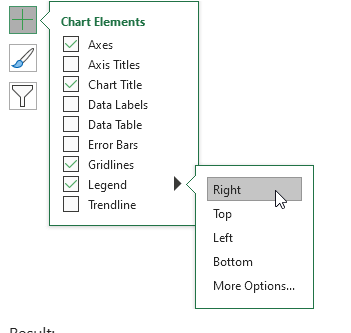 Chart Elements
Axes
Axis Titles
Chart Title
Data Labels
Data Table
Error Bars
Gridlines
Legend
Trendline
Right
Top
Left
Bottom
More Options...
Result: